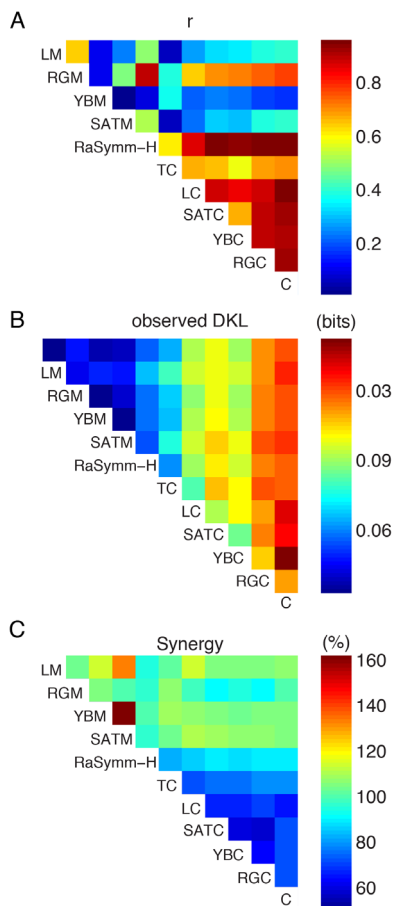 A
r
LM
RGM
YBM
SATM
RaSymm-H
TC
LC
SATC
YBC
RGC
C
0.8
0.6
0.4
0.2
B
observed DKL
(bits)
LM
RGM
YBM
SATM
RaSymm-H
TC
LC
SATC
YBC
RGC
C
0.03
0.09
0.06
C
Synergy
(%)
LM
RGM
YBM
SATM
RaSymm-H
TC
LC
SATC
YBC
RGC
C
160
140
120
100
80
60